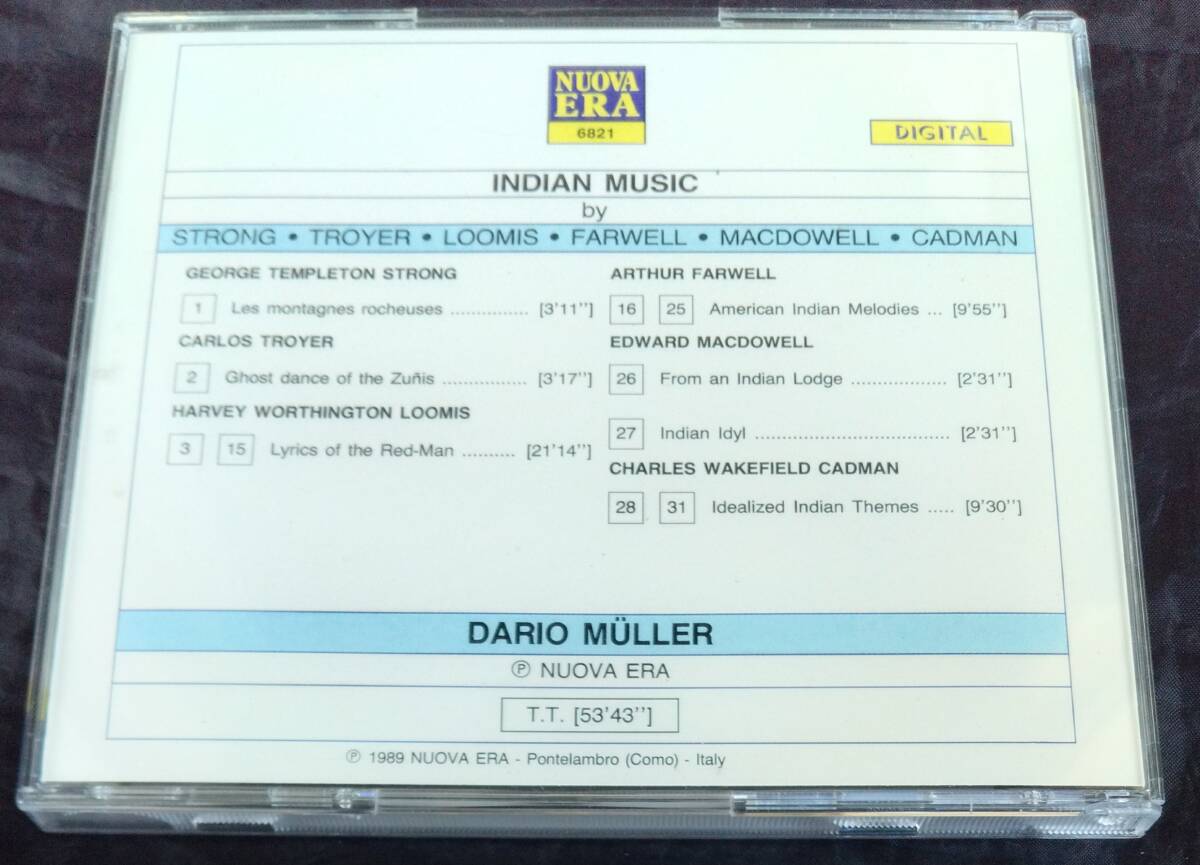 NUOVA
ERA
6821
DIGITAL
INDIAN MUSIC
by
STRONG • TROYER • LOOMIS • FARWELL • MACDOWELL • CADMAN
GEORGE TEMPLETON STRONG
1 Les montagnes rocheuses ............... [3'11'']
CARLOS TROYER
2 Ghost dance of the Zuñis ................ [3'17'']
HARVEY WORTHINGTON LOOMIS
3 15 Lyrics of the Red-Man .......... [21'14'']
ARTHUR FARWELL
16 25 American Indian Melodies ... [9'55'']
EDWARD MACDOWELL
26 From an Indian Lodge .................. [2'31'']
27 Indian Idyl ..................................... [2'31'']
CHARLES WAKEFIELD CADMAN
28 31 Idealized Indian Themes ..... [9'30'']
DARIO MÜLLER
℗ NUOVA ERA
T.T. [53'43'']
℗ 1989 NUOVA ERA - Pontelambro (Como) - Italy